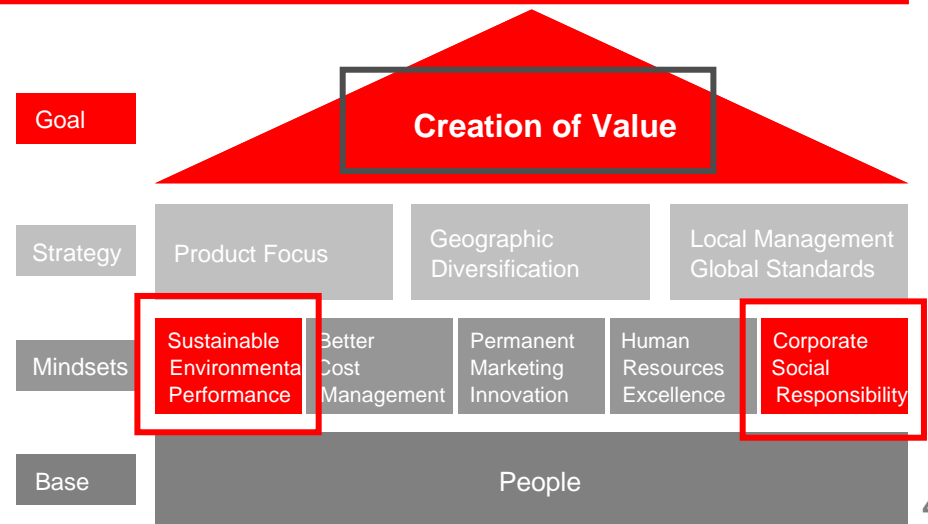 Goal
Creation of Value
Strategy
Product Focus
Geographic
Diversification
Local Management
Global Standards
Mindsets
Sustainable
Environmenta
Performance
Better
Cost
Management
Permanent
Marketing
Innovation
Human
Resources
Excellence
Corporate
Social
Responsibility
Base
People